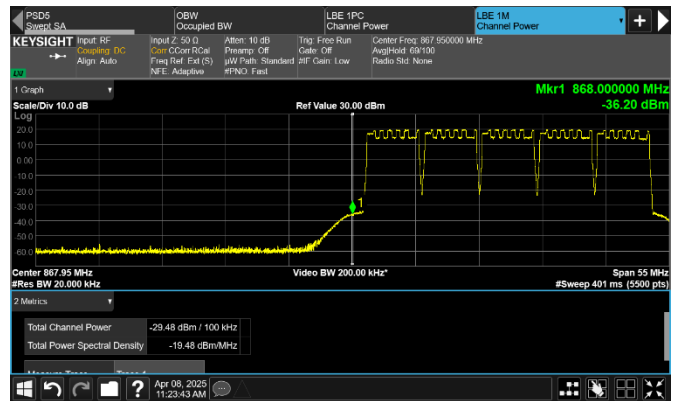 PSD5
Swept SA
OBW
Occupied BW
LBE 1PC
Channel Power
LBE 1M
Channel Power
KEYSIGHT
Input: RF
Coupling: DC
Align: Auto
Input Z: 50 Ω
Corr CCorr RCal
Freq Ref: Ext (S)
NFE: Adaptive
Atten: 10 dB
Preamp: Off
µW Path: Standard
#PNO: Fast
Trig: Free Run
Gate: Off
#IF Gain: Low
Center Freq: 867.950000 MHz
Avg|Hold: 69/100
Radio Std: None
LXI
1 Graph
Mkr1 868.000000 MHz
Scale/Div 10.0 dB
Ref Value 30.00 dBm
-36.20 dBm
Log
20.0
10.0
0.00
-10.0
-20.0
-30.0
-40.0
-50.0
-60.0
1
Center 867.95 MHz
Video BW 200.00 kHz*
Span 55 MHz
#Res BW 20.000 kHz
#Sweep 401 ms (5500 pts)
2 Metrics
Total Channel Power -29.48 dBm / 100 kHz
Total Power Spectral Density -19.48 dBm/MHz
Apr 08, 2025
11:23:43 AM